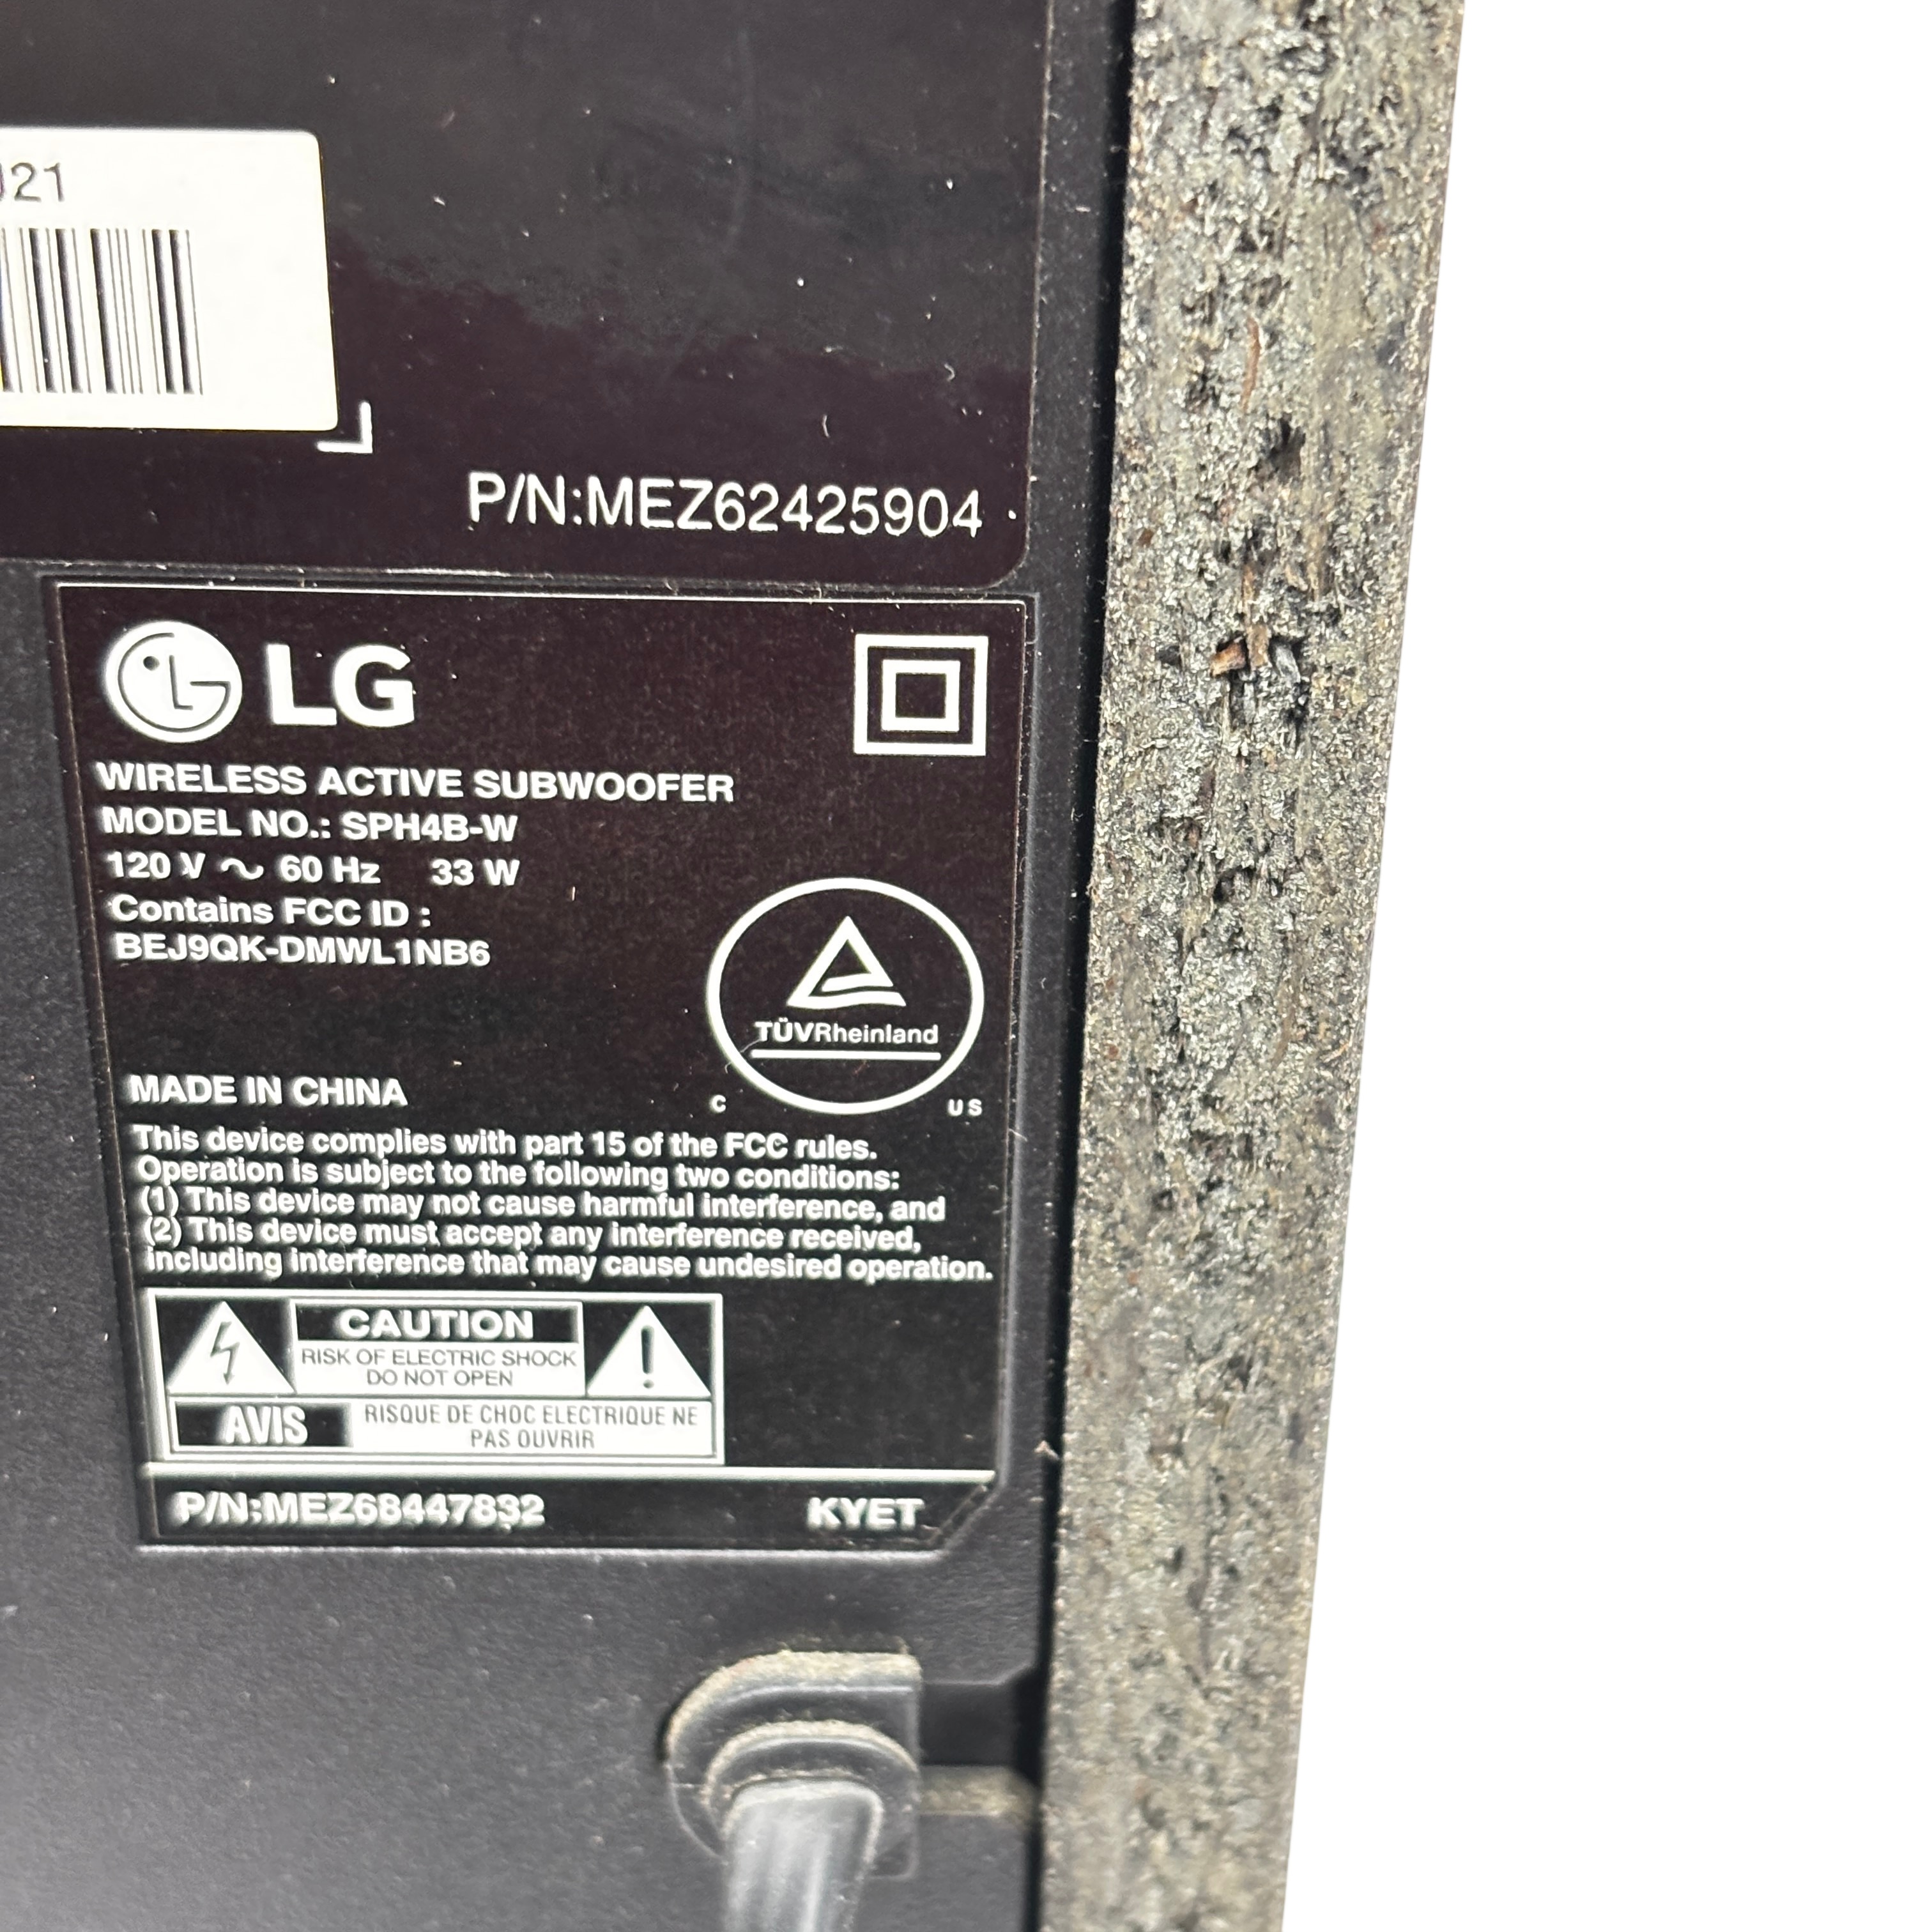 21
P/N:MEZ62425904
LG
WIRELESS ACTIVE SUBWOOFER
MODEL NO.: SPH4B-W
120 V ~ 60 Hz 33 W
Contains FCC ID :
BEJ9QK-DMWL1NB6
TÜVRheinland
C US
MADE IN CHINA
This device complies with part 15 of the FCC rules.
Operation is subject to the following two conditions:
(1) This device may not cause harmful interference, and
(2) This device must accept any interference received,
including interference that may cause undesired operation.
CAUTION
RISK OF ELECTRIC SHOCK
DO NOT OPEN
AVIS
RISQUE DE CHOC ELECTRIQUE NE
PAS OUVRIR
P/N:MEZ68447832 KYET